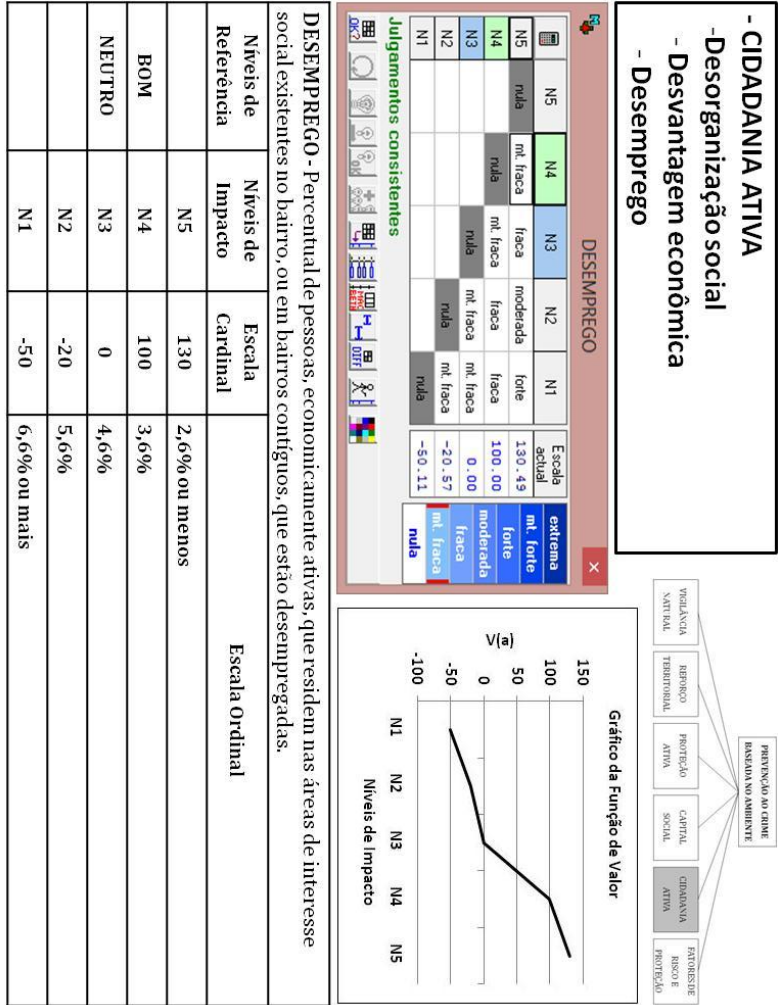 - CIDADANIA ATIVA
-Desorganização social
- Desvantagem econômica
- Desemprego
PREVENÇÃO AO CRIME
BASEADA NO AMBIENTE
VIGILÂNCIA
NATURAL
REFORÇO
TERRITORIAL
PROTEÇÃO
ATIVA
CAPITAL
SOCIAL
CIDADANIA
ATIVA
FATORES DE
RISCO E
PROTEÇÃO
DESEMPREGO
N5 N4 N3 N2 N1 Escala actual
N5 nula mt. fraca fraca moderada forte 130.49
N4 nula mt. fraca fraca fraca 100.00
N3 nula mt. fraca mt. fraca 0.00
N2 nula mt. fraca -20.57
N1 nula -50.11
extrema
mt. forte
forte
moderada
fraca
mt. fraca
nula
Julgamentos consistentes
OK?
OK
MAC
BETH
DIFF
Gráfico da Função de Valor
V(a)
150
100
50
0
-50
-100
N1 N2 N3 N4 N5
Níveis de Impacto
DESEMPREGO - Percentual de pessoas, economicamente ativas, que residem nas áreas de interesse
social existentes no bairro, ou em bairros contíguos, que estão desempregadas.
Níveis de Referência Níveis de Impacto Escala Cardinal Escala Ordinal
N5 130 2,6% ou menos
BOM N4 100 3,6%
NEUTRO N3 0 4,6%
N2 -20 5,6%
N1 -50 6,6% ou mais